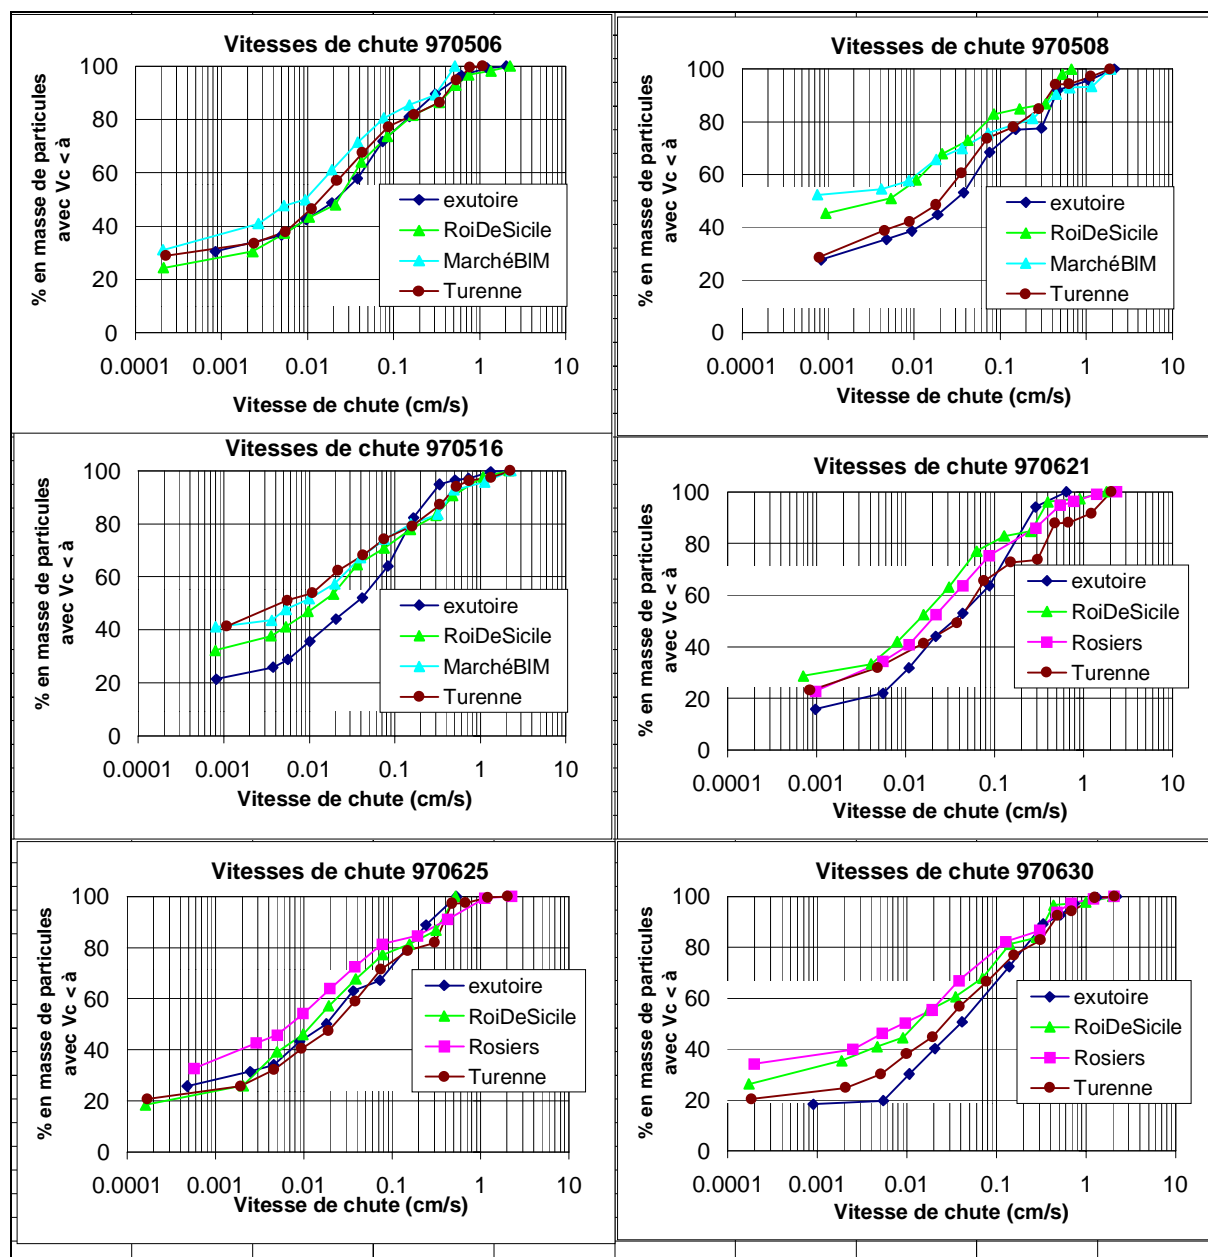 Vitesses de chute 970506
% en masse de particules
avec Vc < à
100
80
60
40
20
0
exutoire
RoiDeSicile
MarchéBIM
Turenne
0.0001 0.001 0.01 0.1 1 10
Vitesse de chute (cm/s)
Vitesses de chute 970508
% en masse de particules
avec Vc < à
100
80
60
40
20
0
exutoire
RoiDeSicile
MarchéBIM
Turenne
0.0001 0.001 0.01 0.1 1 10
Vitesse de chute (cm/s)
Vitesses de chute 970516
% en masse de particules
avec Vc < à
100
80
60
40
20
0
exutoire
RoiDeSicile
MarchéBIM
Turenne
0.0001 0.001 0.01 0.1 1 10
Vitesse de chute (cm/s)
Vitesses de chute 970621
% en masse de particules
avec Vc < à
100
80
60
40
20
0
exutoire
RoiDeSicile
Rosiers
Turenne
0.0001 0.001 0.01 0.1 1 10
Vitesse de chute (cm/s)
Vitesses de chute 970625
% en masse de particules
avec Vc < à
100
80
60
40
20
0
exutoire
RoiDeSicile
Rosiers
Turenne
0.0001 0.001 0.01 0.1 1 10
Vitesse de chute (cm/s)
Vitesses de chute 970630
% en masse de particules
avec Vc < à
100
80
60
40
20
0
exutoire
RoiDeSicile
Rosiers
Turenne
0.0001 0.001 0.01 0.1 1 10
Vitesse de chute (cm/s)